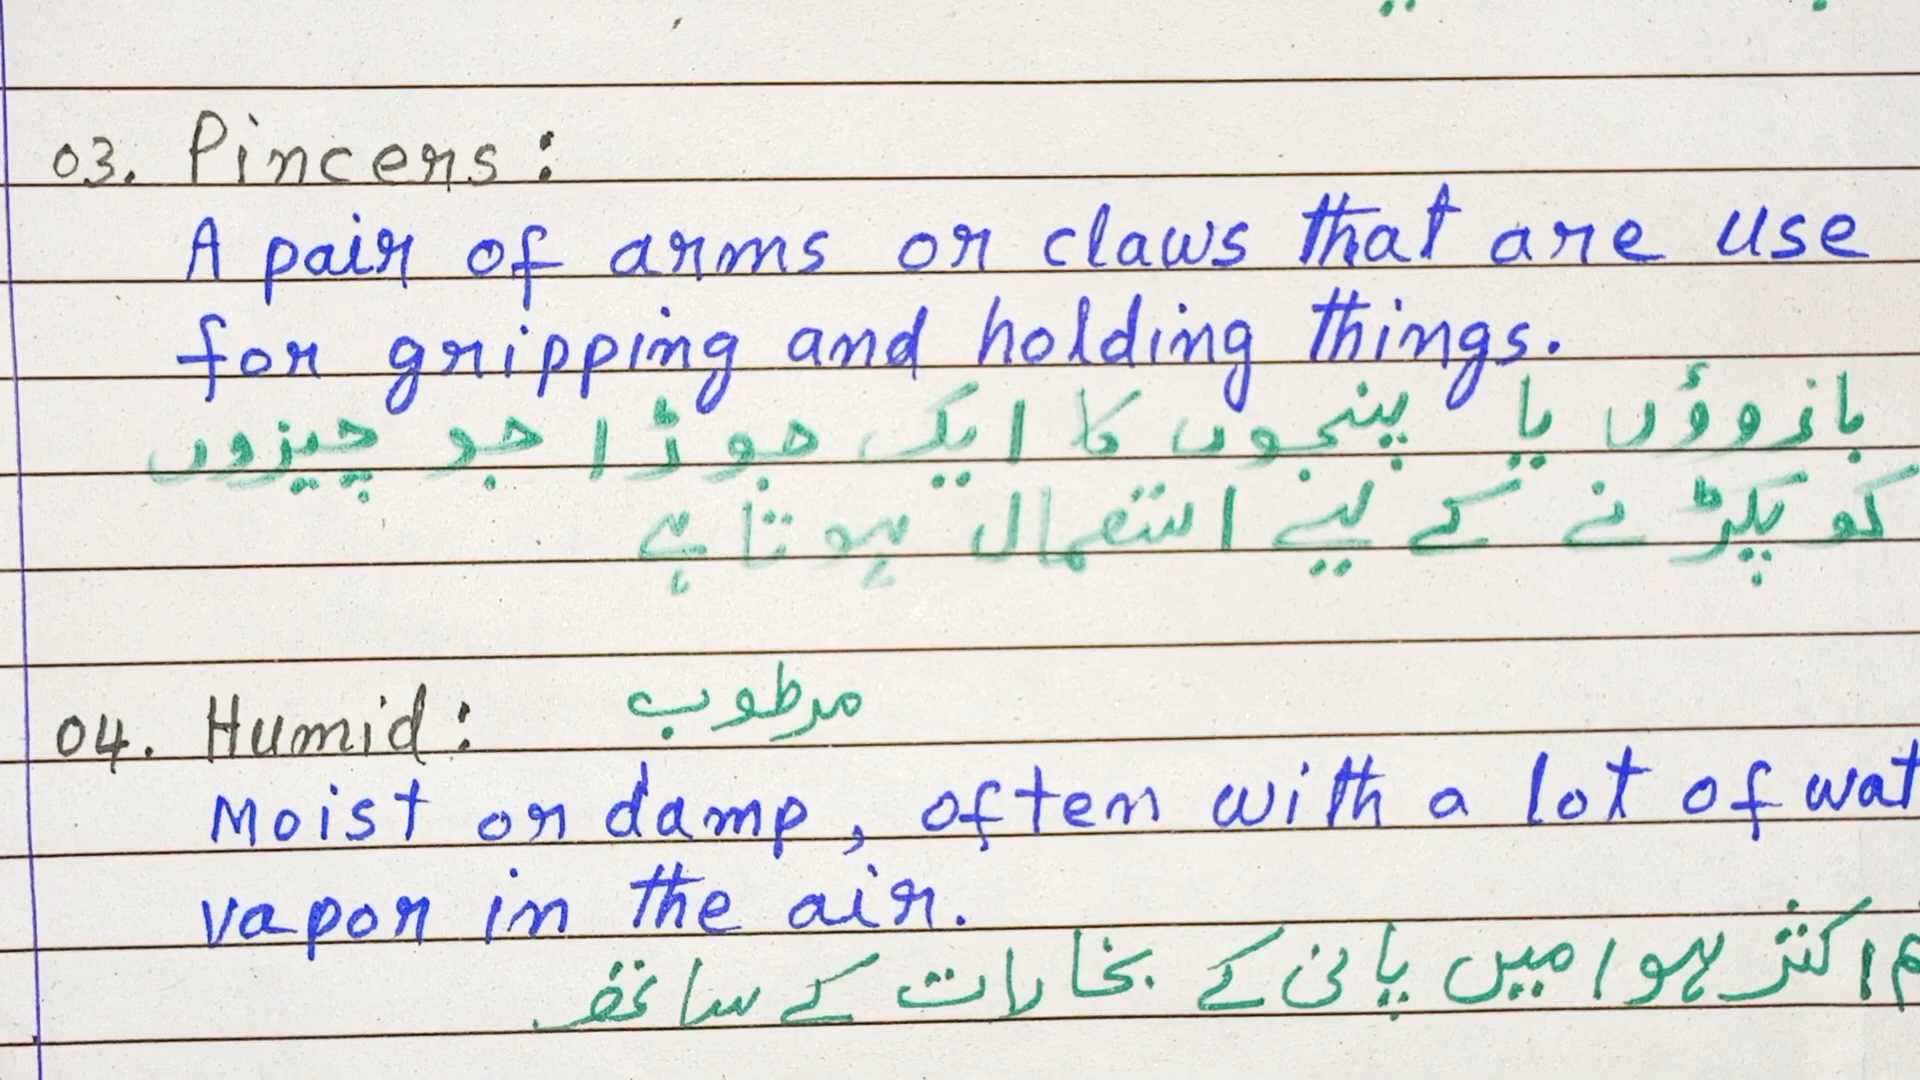 03. Pincers:
A pair of arms or claws that are use
for gripping and holding things.
بازوؤں یا پنجوں کا ایک جوڑا جو چیزوں
کو پکڑنے کے لیے استعمال ہوتا ہے
04. Humid: مرطوب
Moist or damp, often with a lot of wat
vapor in the air.
اکثر ہوا میں پانی کے بخارات کے ساتھ